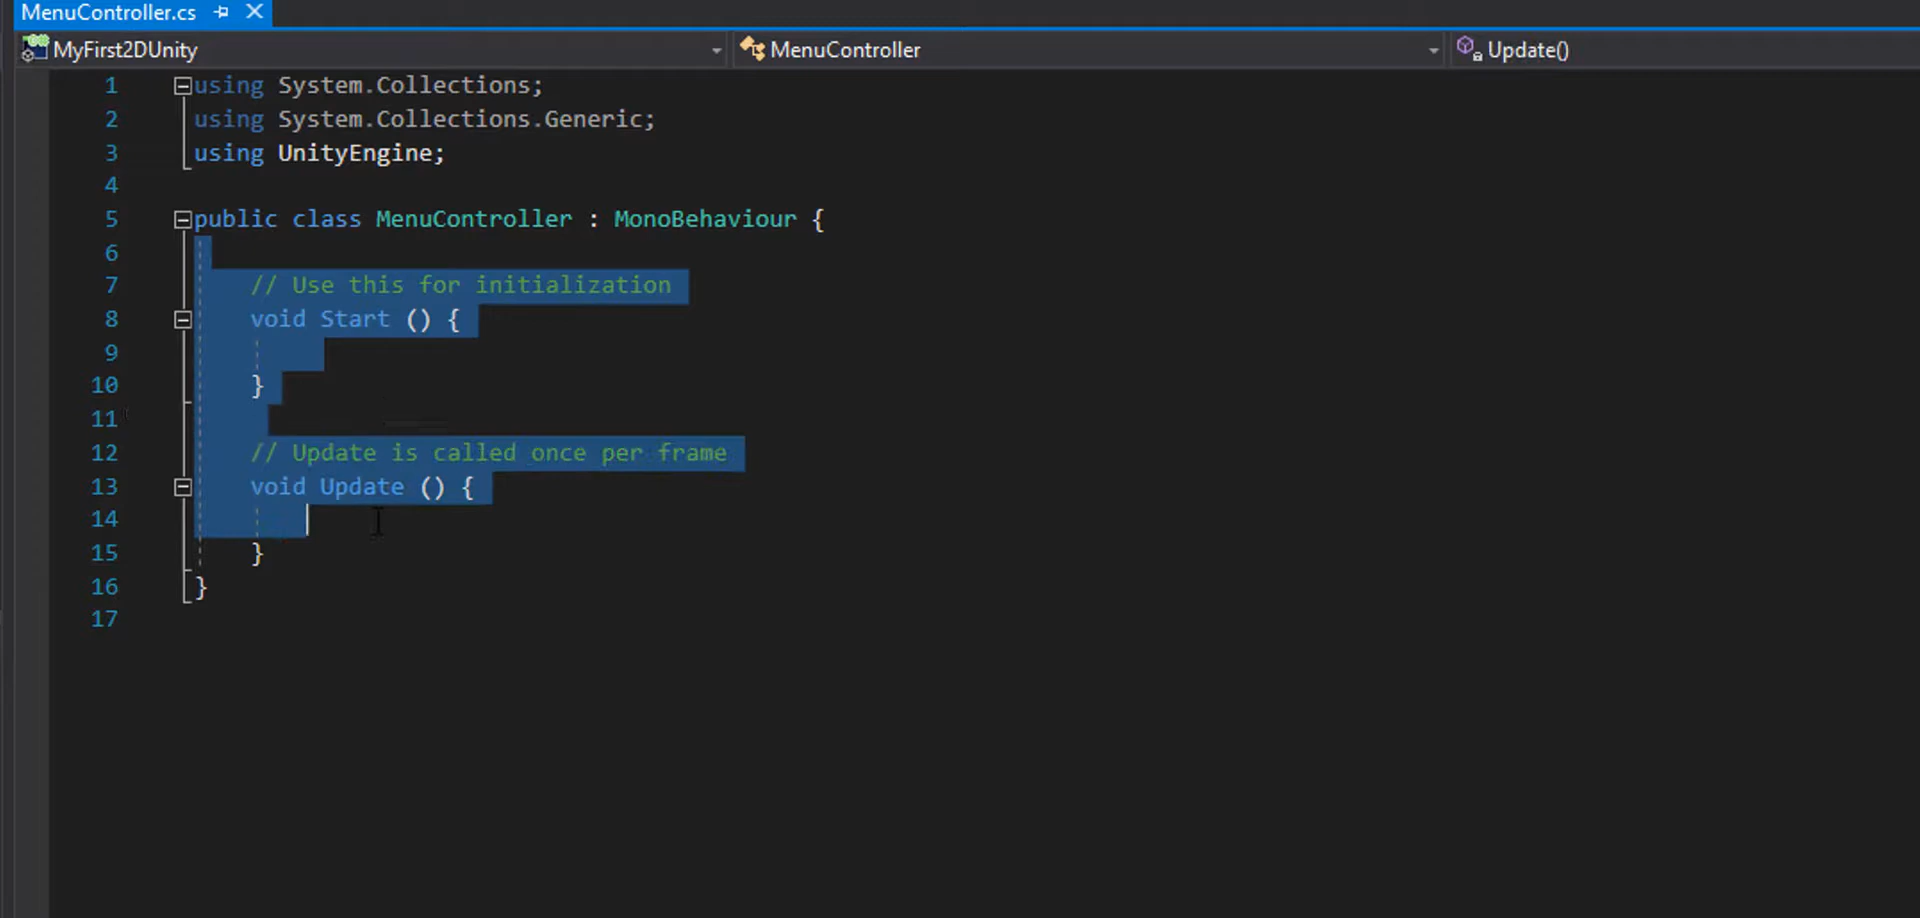 MenuController.cs
MyFirst2DUnity MenuController Update()
1 using System.Collections;
2 using System.Collections.Generic;
3 using UnityEngine;
4
5 public class MenuController : MonoBehaviour {
6
7 // Use this for initialization
8 void Start () {
9
10 }
11
12 // Update is called once per frame
13 void Update () {
14
15 }
16 }
17